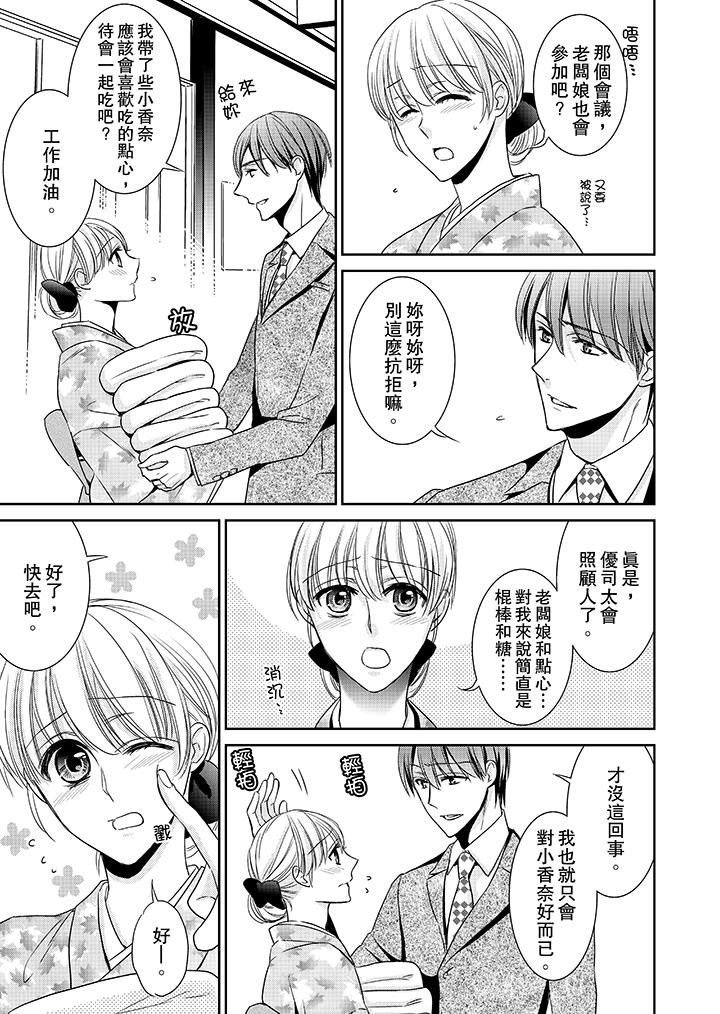 唔唔…
那個會議，
老闆娘也會
參加吧？
又要
被說了…
妳呀妳呀，
別這麼抗拒嘛。
來
給妳
我帶了些小香奈
應該會喜歡吃的點心，
待會一起吃吧？
工作加油。
放
真是，
優司太會
照顧人了。
老闆娘和點心…
對我來說簡直是
棍棒和糖……
消沉…
才沒這回事。
我也就只會
對小香奈好而已。
輕拍
輕拍
好了，
快去吧。
戳
好—。